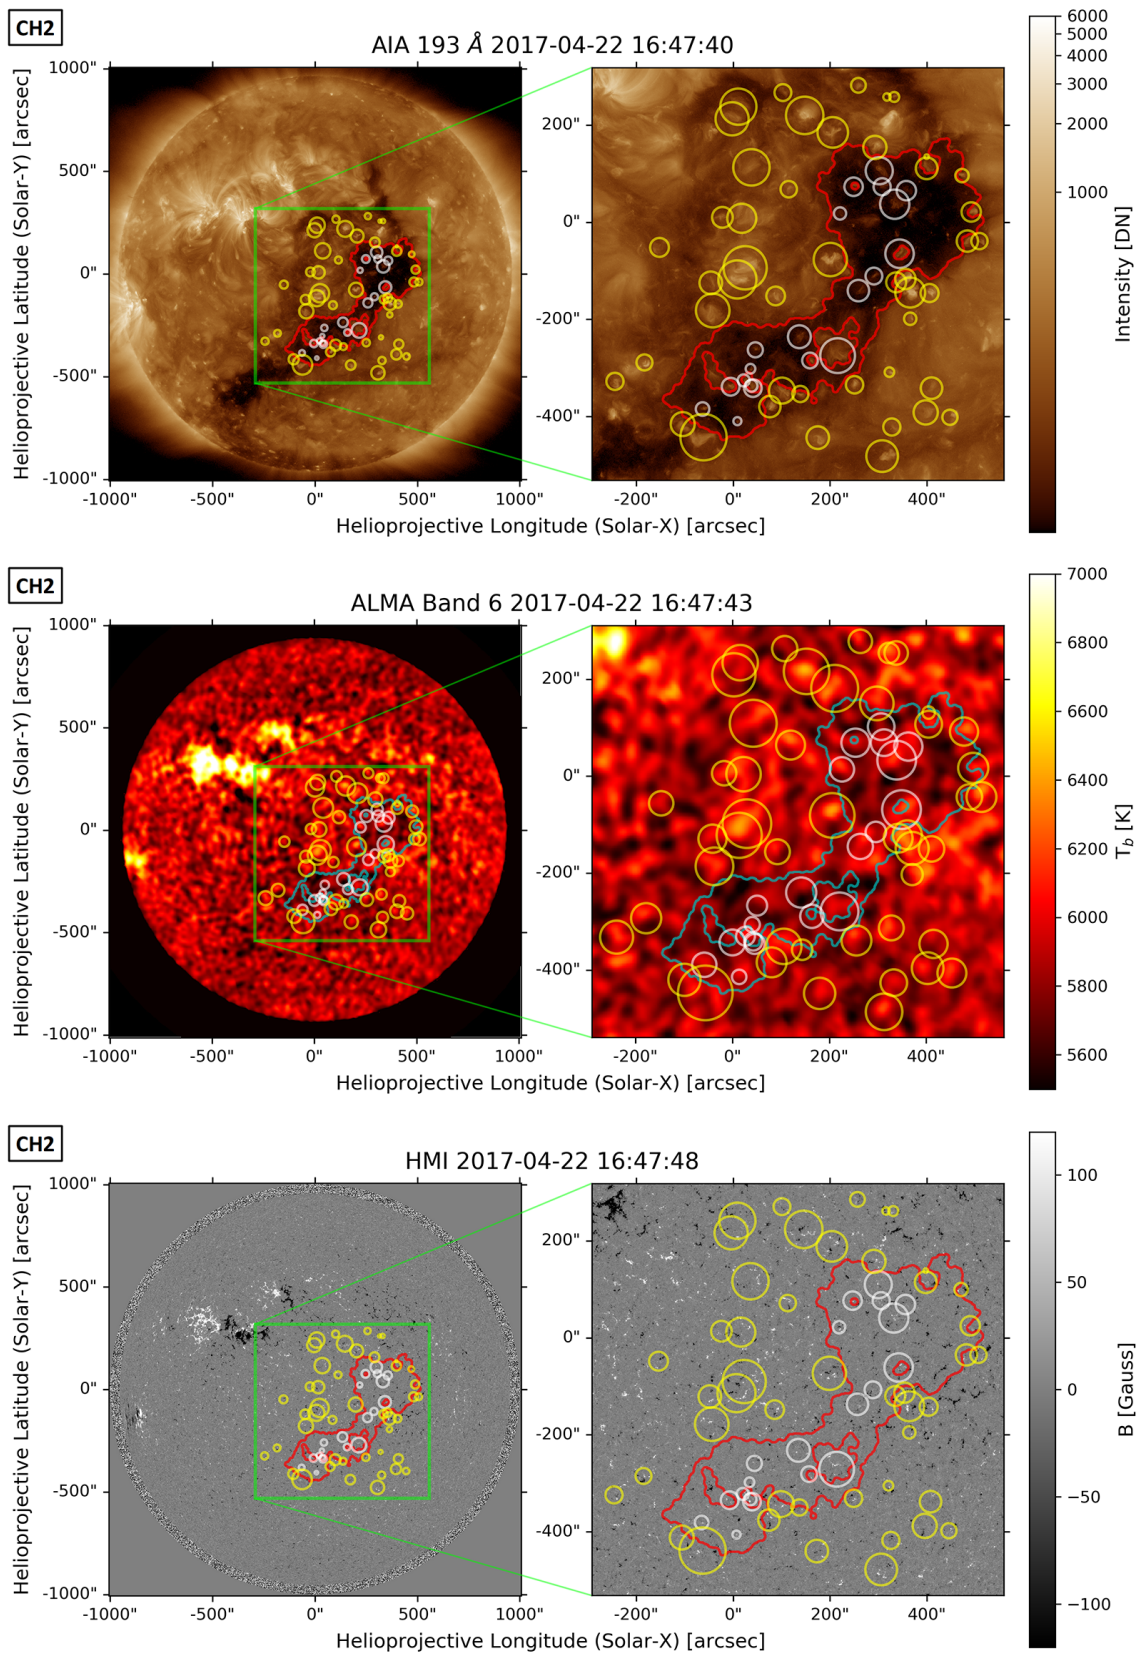 CH2
AIA 193 Å 2017-04-22 16:47:40
Helioprojective Latitude (Solar-Y) [arcsec]
1000"
500"
0"
-500"
-1000"
-1000" -500" 0" 500" 1000"
Helioprojective Longitude (Solar-X) [arcsec]
200"
0"
-200"
-400"
-200" 0" 200" 400"
6000
5000
4000
3000
2000
1000
Intensity [DN]
CH2
ALMA Band 6 2017-04-22 16:47:43
Helioprojective Latitude (Solar-Y) [arcsec]
1000"
500"
0"
-500"
-1000"
-1000" -500" 0" 500" 1000"
Helioprojective Longitude (Solar-X) [arcsec]
200"
0"
-200"
-400"
-200" 0" 200" 400"
7000
6800
6600
6400
6200
6000
5800
5600
Tb [K]
CH2
HMI 2017-04-22 16:47:48
Helioprojective Latitude (Solar-Y) [arcsec]
1000"
500"
0"
-500"
-1000"
-1000" -500" 0" 500" 1000"
Helioprojective Longitude (Solar-X) [arcsec]
200"
0"
-200"
-400"
-200" 0" 200" 400"
100
50
0
−50
−100
B [Gauss]